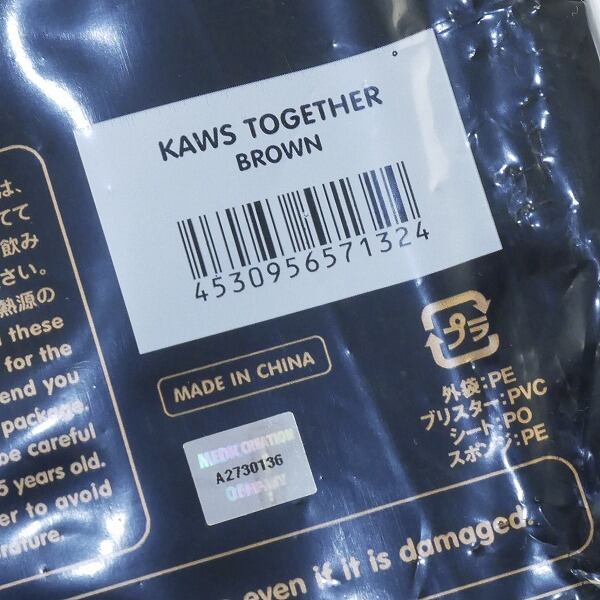 KAWS TOGETHER
BROWN
4530956571324
は、
てて
飲み
さい。
熱源の
these
for the
end you
package.
be careful
5 years old.
er to avoid
rature.
MADE IN CHINA
A2730136
プラ
外袋:PE
ブリスター:PVC
シート:PO
スポンジ:PE
even if it is damaged.